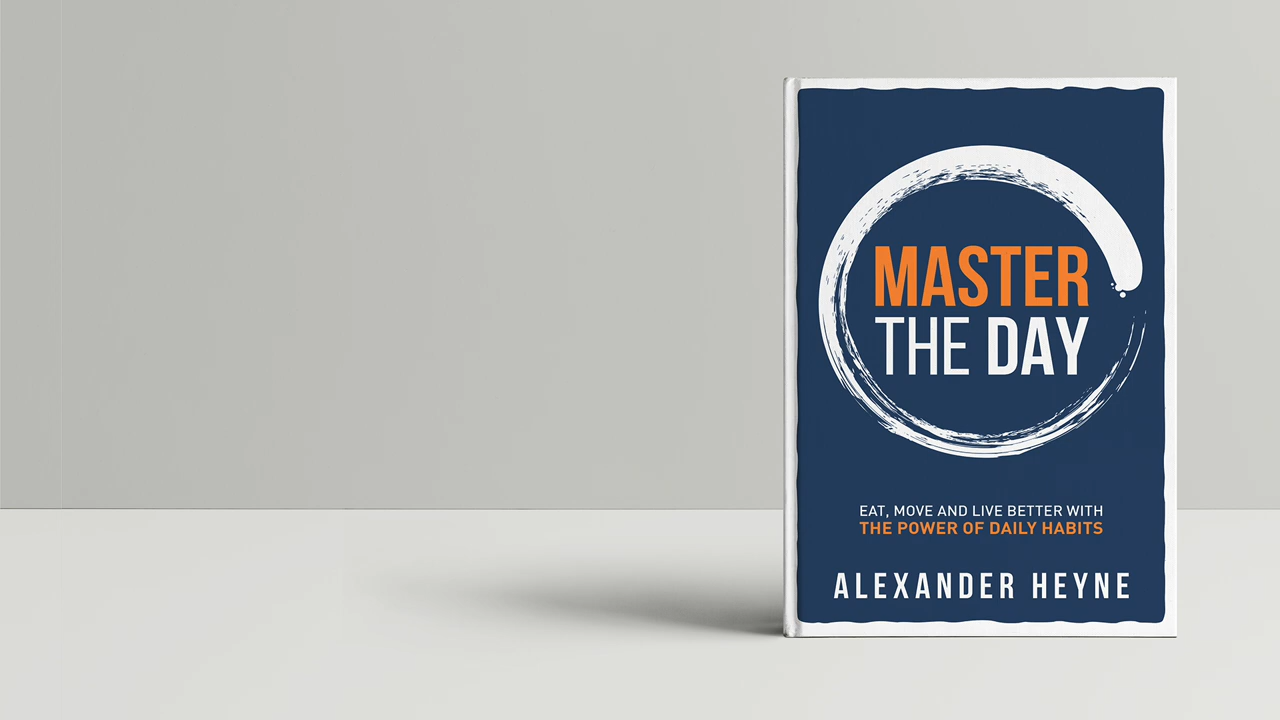 MASTER
THE DAY
EAT, MOVE AND LIVE BETTER WITH
THE POWER OF DAILY HABITS
ALEXANDER HEYNE